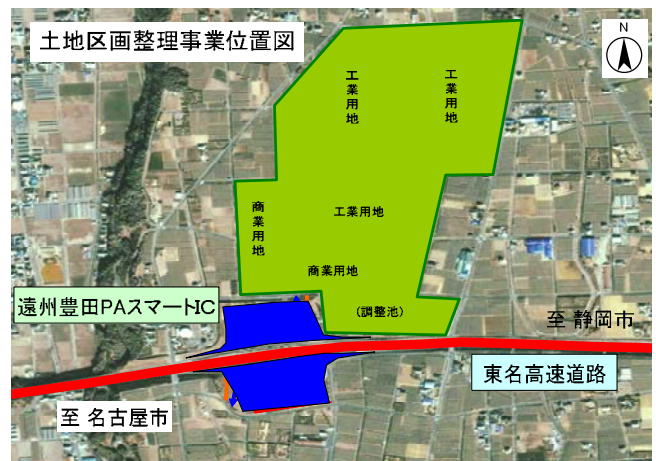 土地区画整理事業位置図
N
工業用地
工業用地
商業用地
工業用地
商業用地
(調整池)
遠州豊田PAスマートIC
至 静岡市
東名高速道路
至 名古屋市